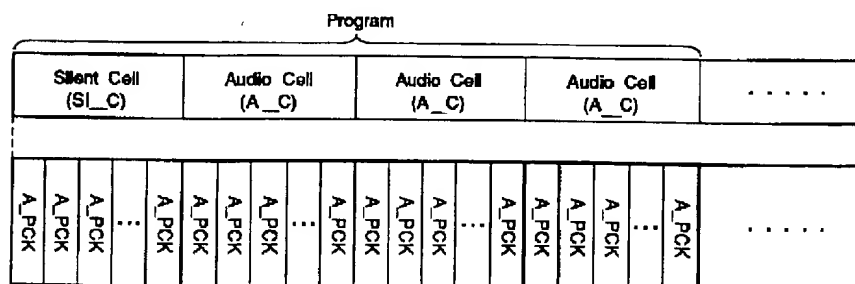 Program
Silent Cell
(SI_C)
Audio Cell
(A_C)
Audio Cell
(A_C)
Audio Cell
(A_C)
. . . . .
A_PCK
A_PCK
A_PCK
...
A_PCK
A_PCK
A_PCK
A_PCK
...
A_PCK
A_PCK
A_PCK
A_PCK
...
A_PCK
A_PCK
A_PCK
A_PCK
...
A_PCK
. . . . .